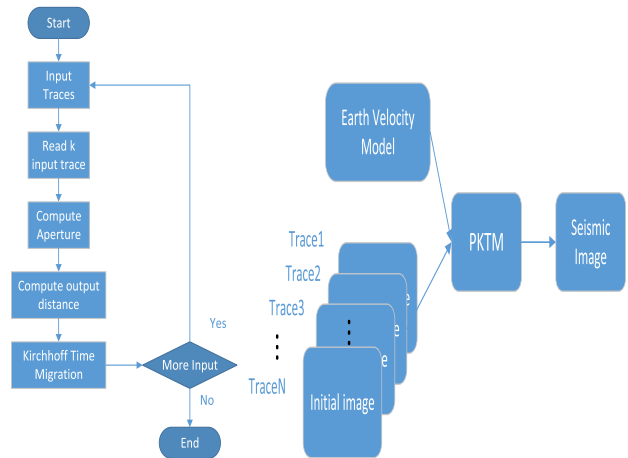 Start
Input
Traces
Read k
input trace
Compute
Aperture
Compute output
distance
Kirchhoff Time
Migration
More Input
Yes
No
End
Earth Velocity
Model
Trace1
Trace2
Trace3
TraceN
Initial image
PKTM
Seismic
Image